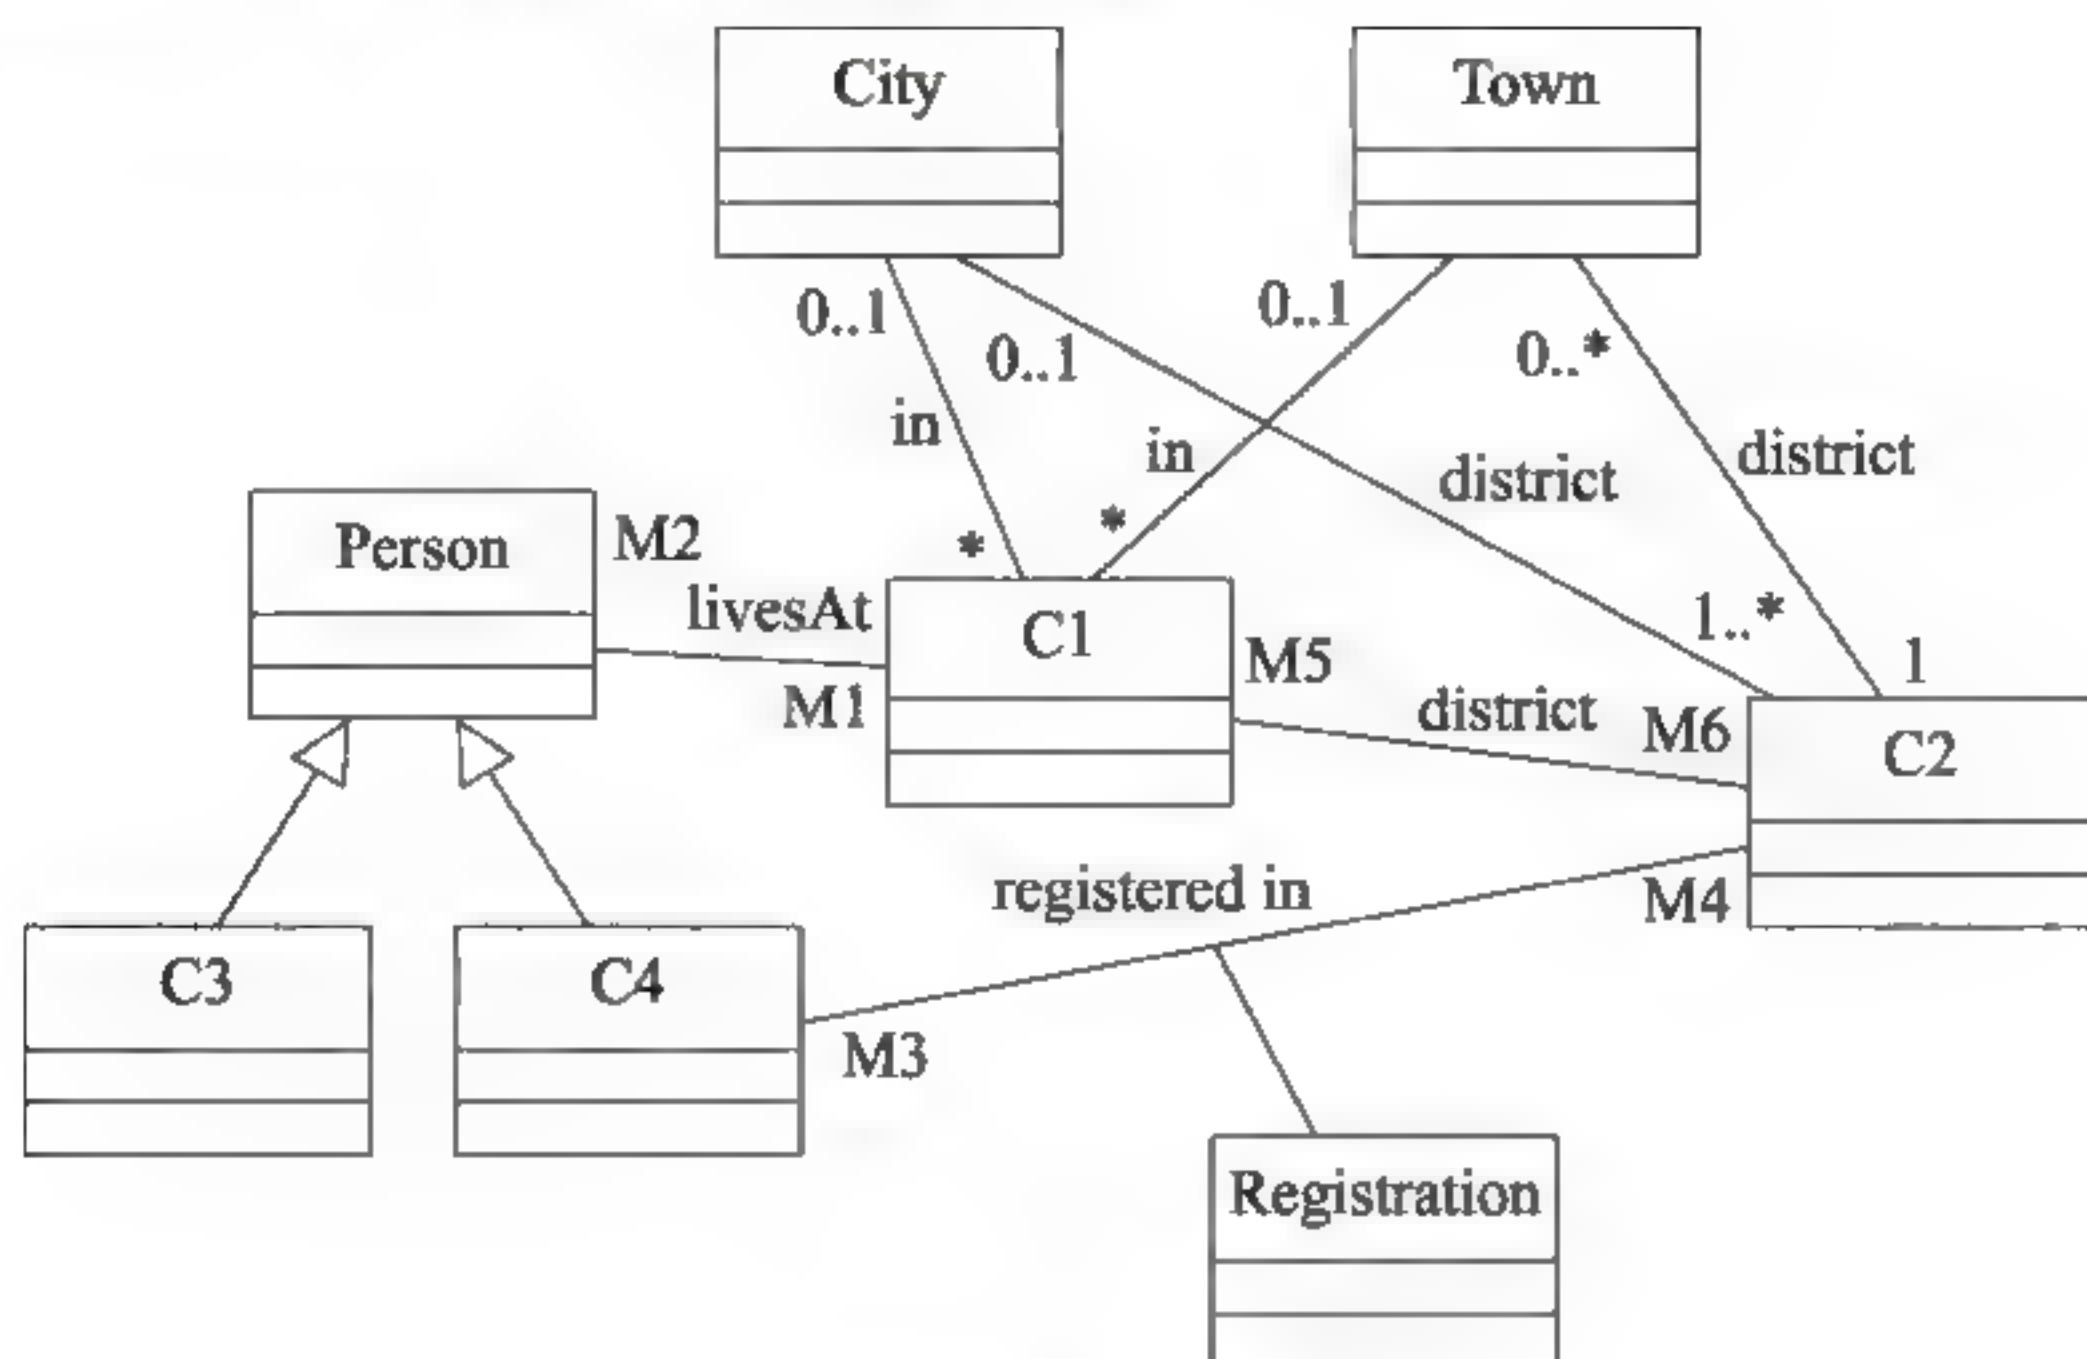 City
Town
0..1
0..1
0..1
0..*
in
in
district
district
Person
M2
*
*
livesAt
C1
1..*
1
M1
M5
district
M6
C2
registered in
M4
C3
C4
M3
Registration